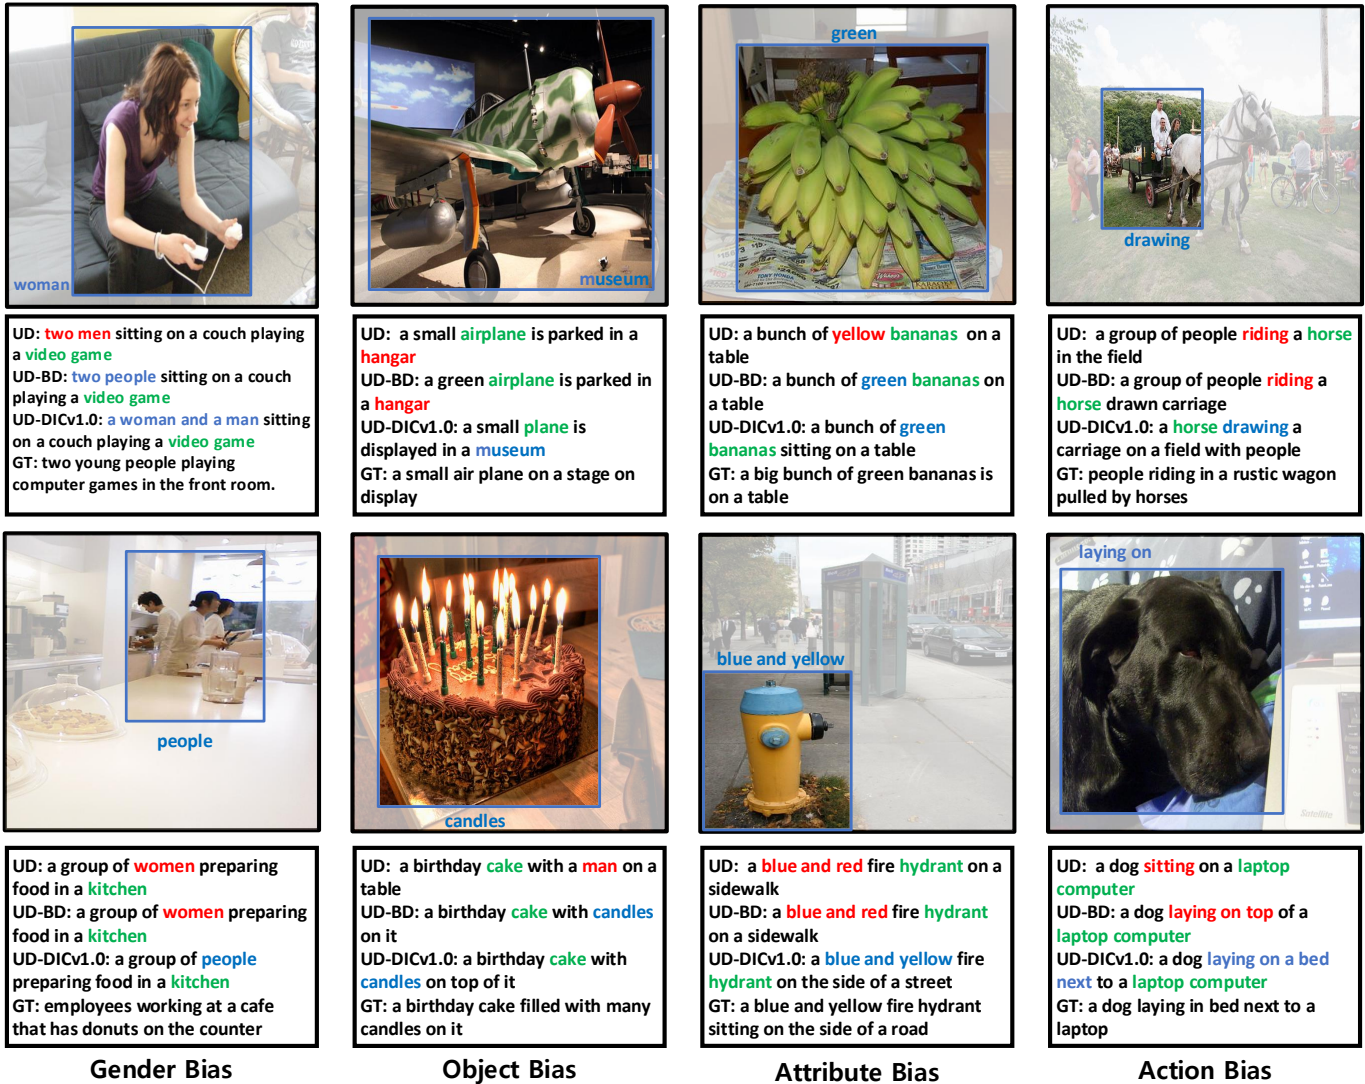 woman
museum
green
drawing
UD: two men sitting on a couch playing
a video game
UD-BD: two people sitting on a couch
playing a video game
UD-DICv1.0: a woman and a man sitting
on a couch playing a video game
GT: two young people playing
computer games in the front room.
UD: a small airplane is parked in a
hangar
UD-BD: a green airplane is parked in
a hangar
UD-DICv1.0: a small plane is
displayed in a museum
GT: a small air plane on a stage on
display
UD: a bunch of yellow bananas on a
table
UD-BD: a bunch of green bananas on
a table
UD-DICv1.0: a bunch of green
bananas sitting on a table
GT: a big bunch of green bananas is
on a table
UD: a group of people riding a horse
in the field
UD-BD: a group of people riding a
horse drawn carriage
UD-DICv1.0: a horse drawing a
carriage on a field with people
GT: people riding in a rustic wagon
pulled by horses
people
candles
blue and yellow
laying on
Satellite
UD: a group of women preparing
food in a kitchen
UD-BD: a group of women preparing
food in a kitchen
UD-DICv1.0: a group of people
preparing food in a kitchen
GT: employees working at a cafe
that has donuts on the counter
UD: a birthday cake with a man on a
table
UD-BD: a birthday cake with candles
on it
UD-DICv1.0: a birthday cake with
candles on top of it
GT: a birthday cake filled with many
candles on it
UD: a blue and red fire hydrant on a
sidewalk
UD-BD: a blue and red fire hydrant
on a sidewalk
UD-DICv1.0: a blue and yellow fire
hydrant on the side of a street
GT: a blue and yellow fire hydrant
sitting on the side of a road
UD: a dog sitting on a laptop
computer
UD-BD: a dog laying on top of a
laptop computer
UD-DICv1.0: a dog laying on a bed
next to a laptop computer
GT: a dog laying in bed next to a
laptop
Gender Bias
Object Bias
Attribute Bias
Action Bias